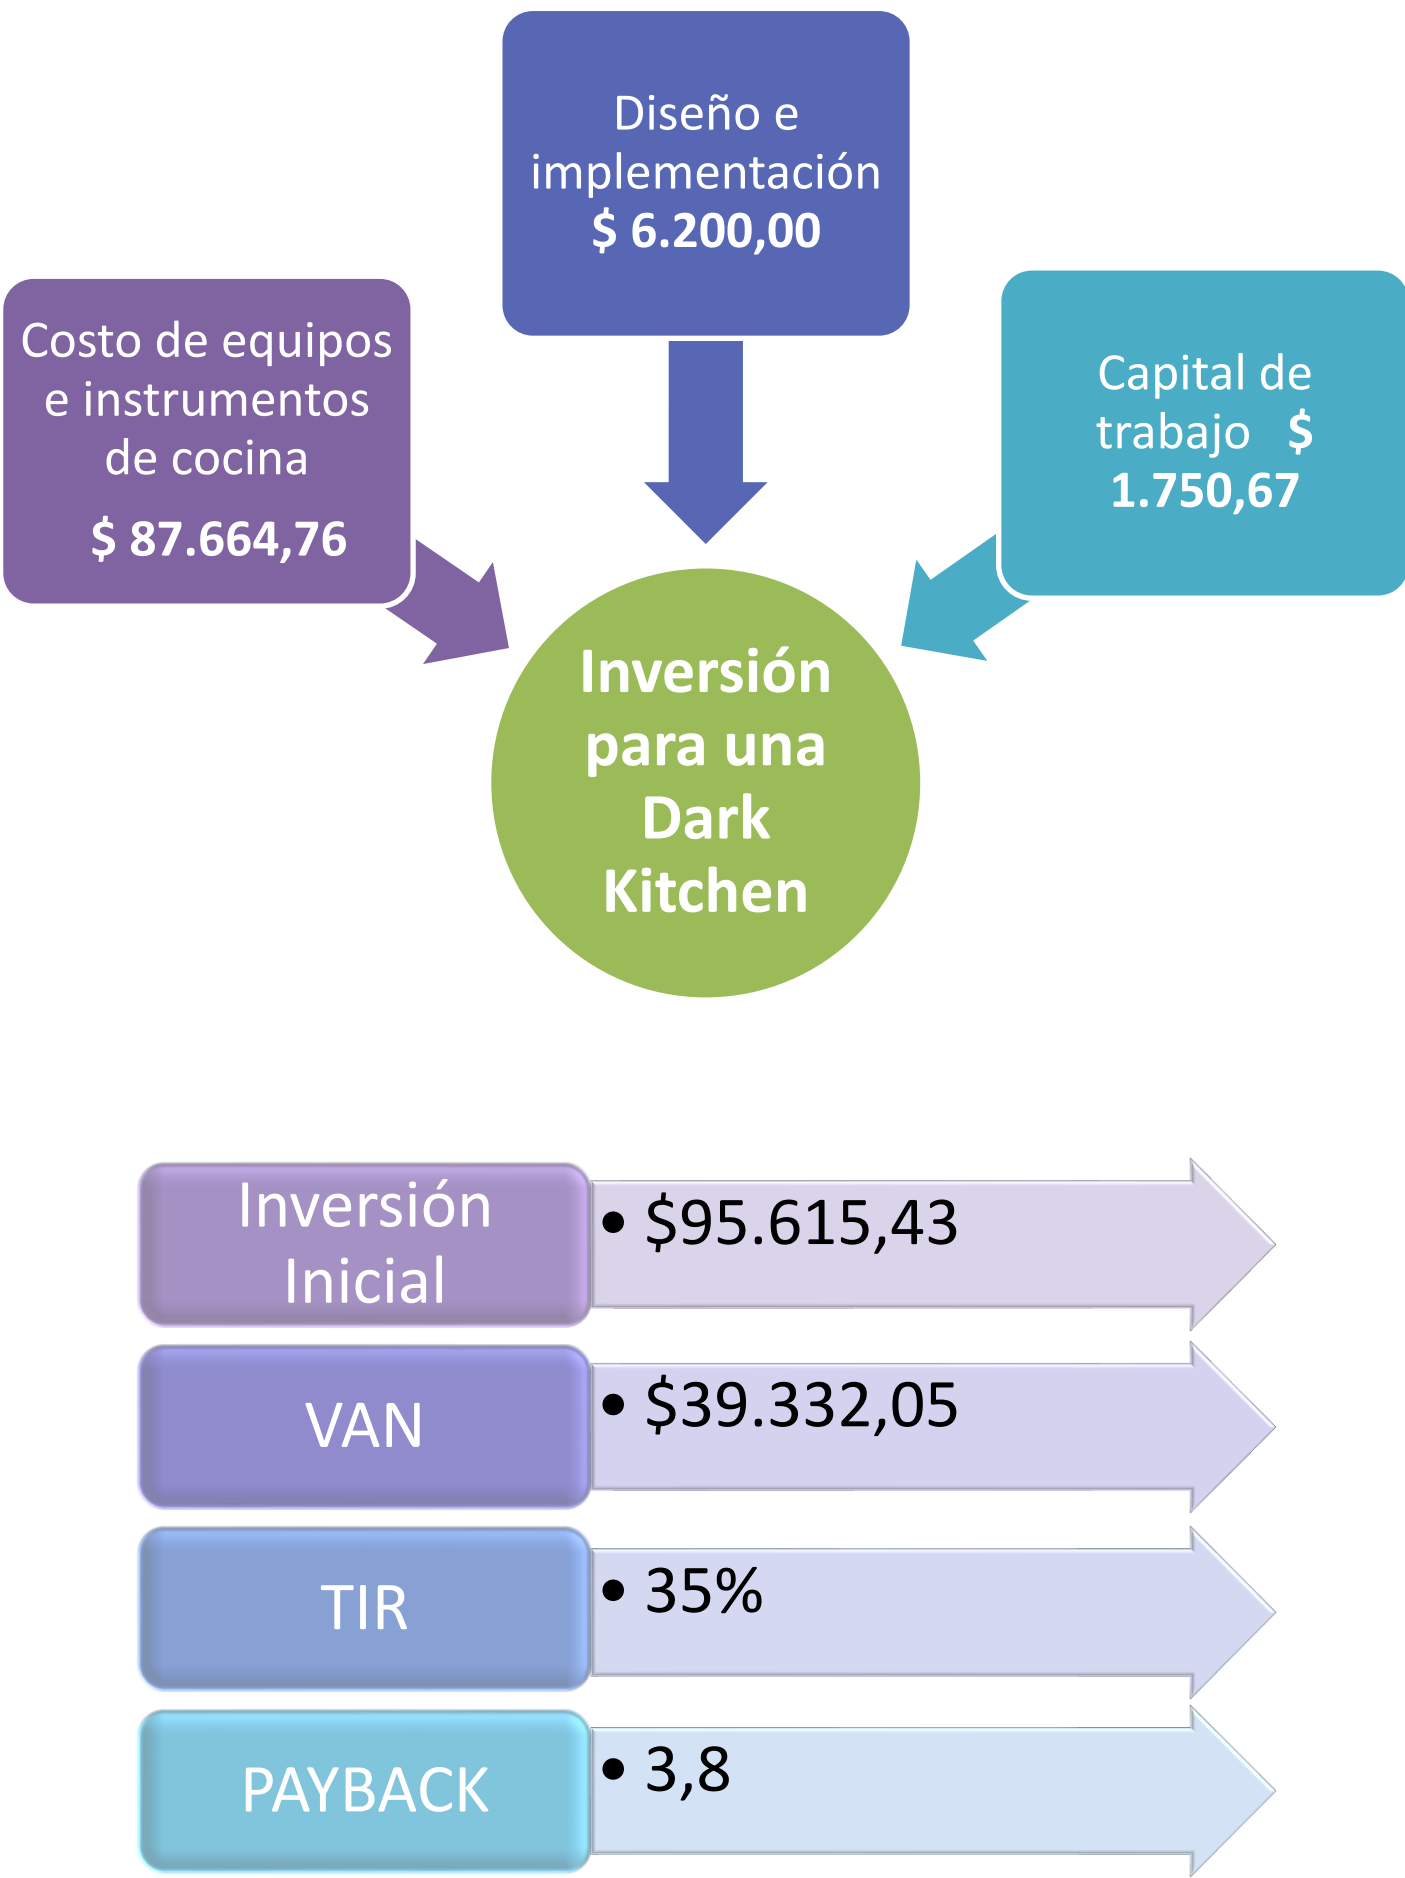 Diseño e
implementación
$ 6.200,00
Costo de equipos
e instrumentos
de cocina
$ 87.664,76
Capital de
trabajo $
1.750,67
Inversión
para una
Dark
Kitchen
Inversión
Inicial
• $95.615,43
VAN
• $39.332,05
TIR
• 35%
PAYBACK
• 3,8